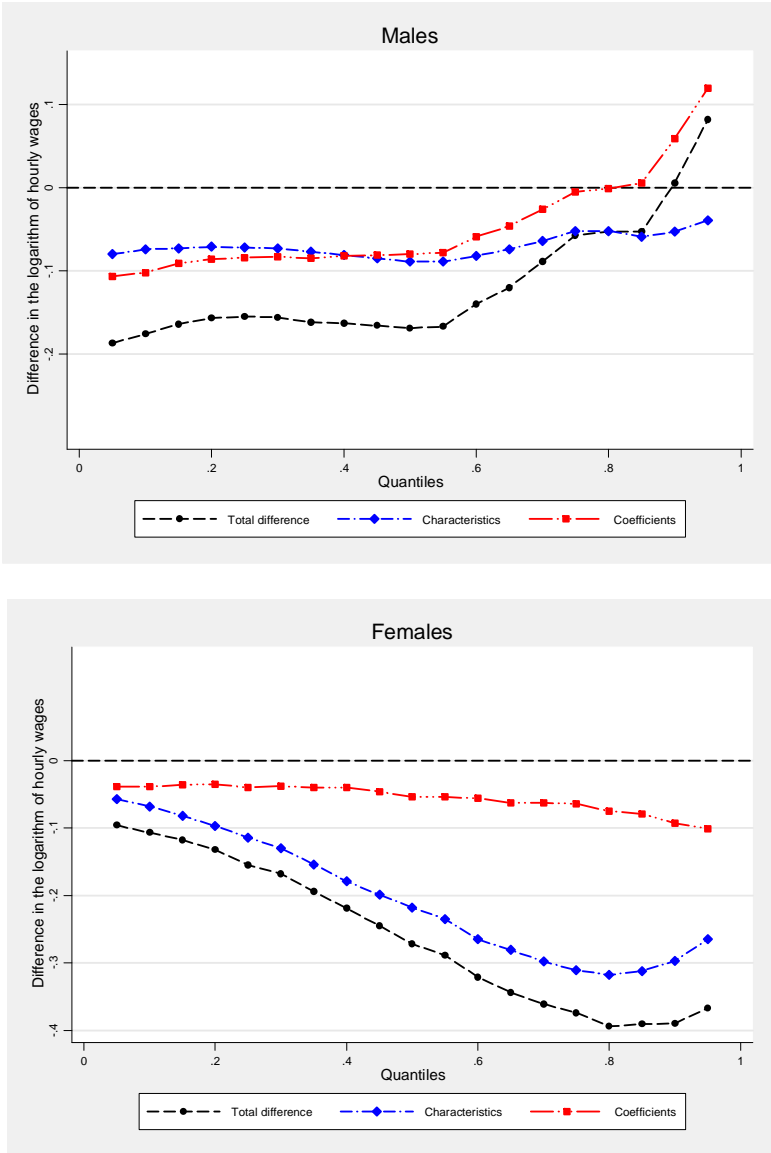 Males
Difference in the logarithm of hourly wages
.1
0
-.1
-.2
0 .2 .4 .6 .8 1
Quantiles
Total difference Characteristics Coefficients
Females
Difference in the logarithm of hourly wages
0
-.1
-.2
-.3
-.4
0 .2 .4 .6 .8 1
Quantiles
Total difference Characteristics Coefficients